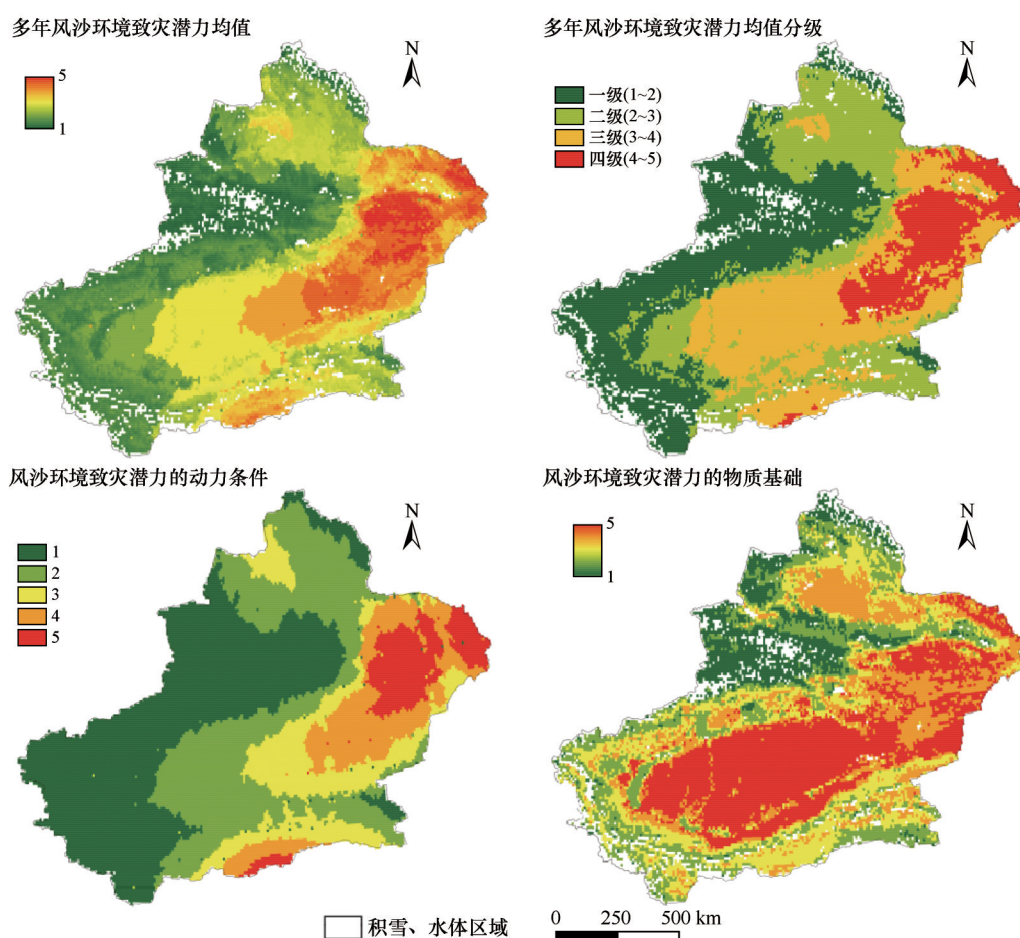 多年风沙环境致灾潜力均值
N
5
1
多年风沙环境致灾潜力均值分级
N
一级(1~2)
二级(2~3)
三级(3~4)
四级(4~5)
风沙环境致灾潜力的动力条件
N
1
2
3
4
5
风沙环境致灾潜力的物质基础
N
5
1
积雪、水体区域
0 250 500 km